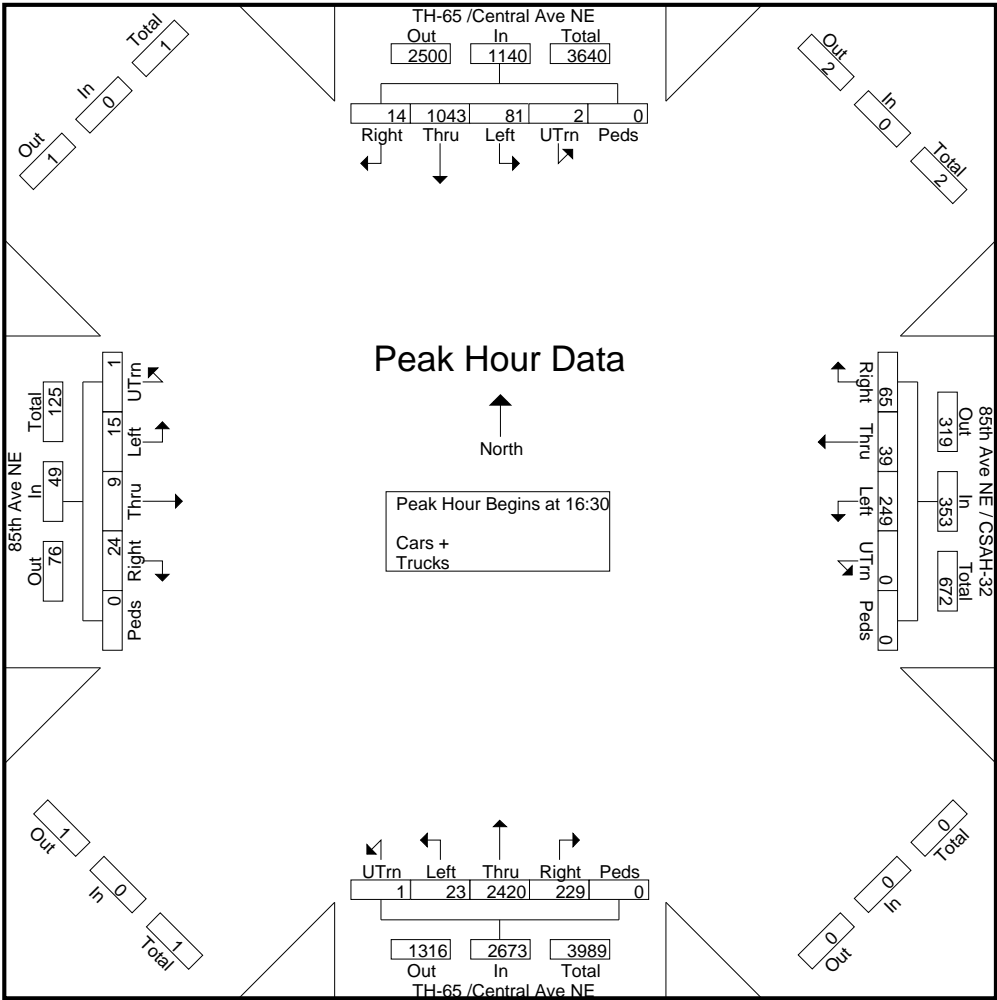 TH-65 /Central Ave NE
Out In Total
2500 1140 3640
14 1043 81 2 0
Right Thru Left UTrn Peds
Total
1
In
0
Out
1
Out
2
In
0
Total
2
85th Ave NE
Total In Out
125 49 76
1 15 9 24 0
UTrn Left Thru Right Peds
Peak Hour Data
North
Peak Hour Begins at 16:30
Cars +
Trucks
85th Ave NE / CSAH-32
Out In Total
319 353 672
65 39 249 0 0
Right Thru Left UTrn Peds
1
Out
0
In
1
Total
UTrn Left Thru Right Peds
1 23 2420 229 0
1316 2673 3989
Out In Total
TH-65 /Central Ave NE
0
Total
0
In
0
Out